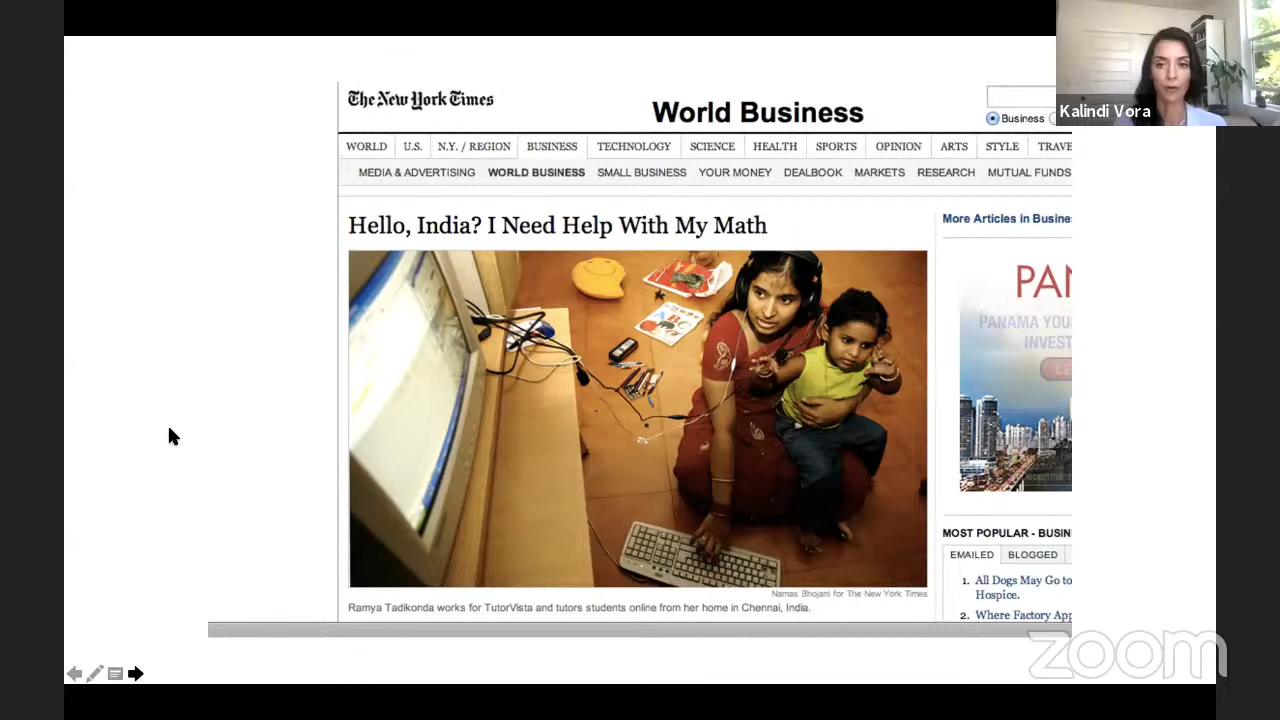 Kalindi Vora
The New York Times
World Business
Business
WORLD U.S. N.Y. / REGION BUSINESS TECHNOLOGY SCIENCE HEALTH SPORTS OPINION ARTS STYLE TRAVE
MEDIA & ADVERTISING WORLD BUSINESS SMALL BUSINESS YOUR MONEY DEALBOOK MARKETS RESEARCH MUTUAL FUNDS
Hello, India? I Need Help With My Math
ABC
Namas Bhojani for The New York Times
Ramya Tadikonda works for TutorVista and tutors students online from her home in Chennai, India.
More Articles in Busine
PAN
PANAMA YOU
INVEST
MOST POPULAR - BUSIN
EMAILED BLOGGED
1. All Dogs May Go to
Hospice.
2. Where Factory App
zoom